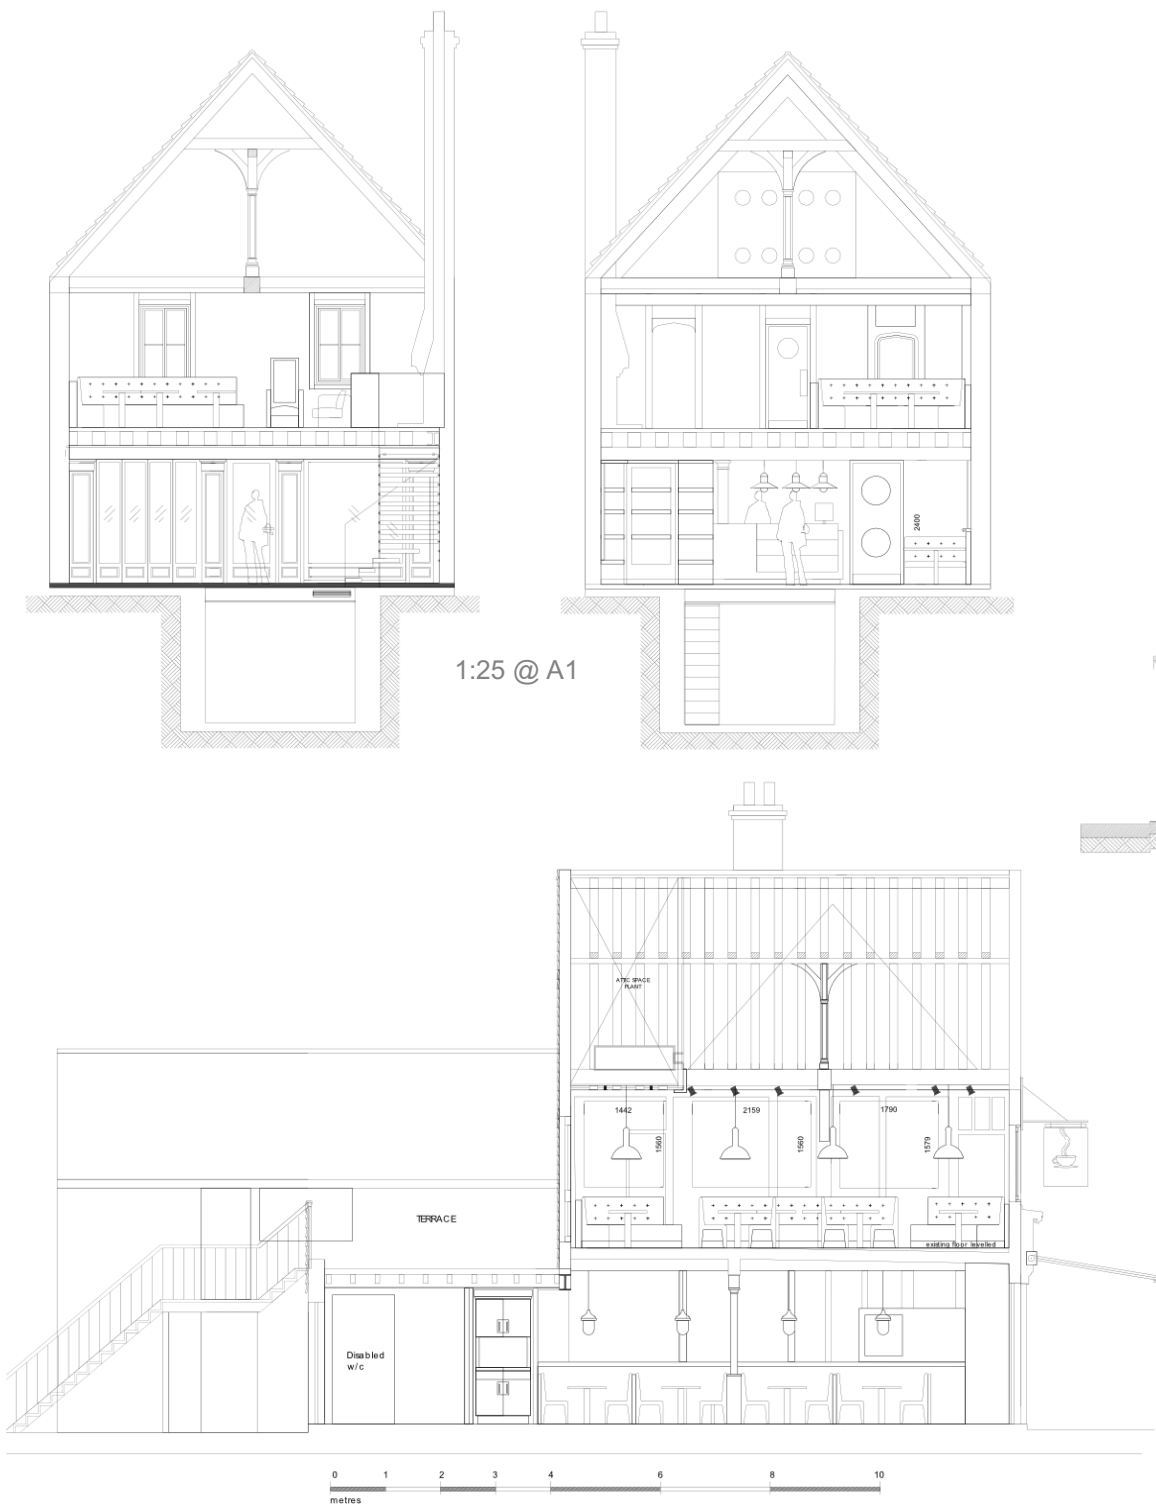 2400
1:25 @ A1
ATTIC SPACE
PLANT
1442
2159
1790
1560
1560
1579
TERRACE
existing floor levelled
Disabled
w/c
0 1 2 3 4 6 8 10
metres